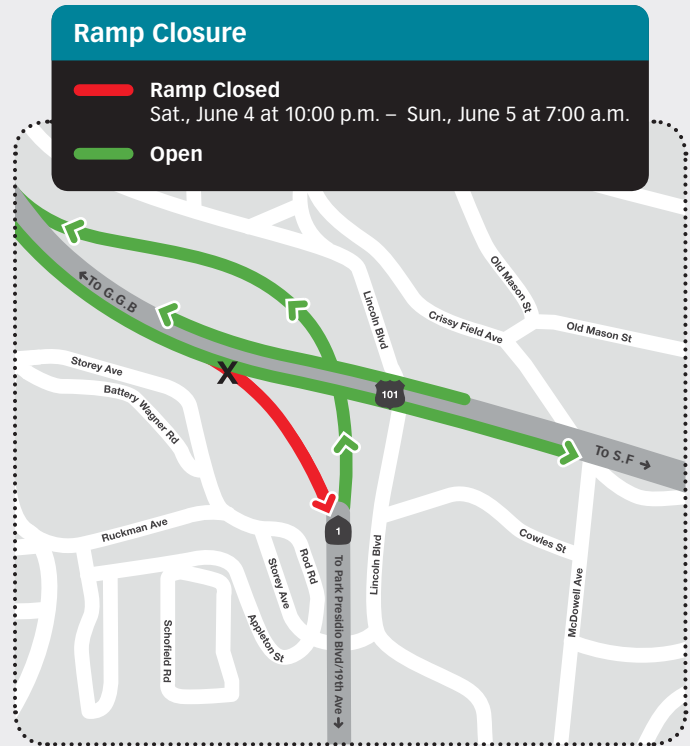 Ramp Closure
Ramp Closed
Sat., June 4 at 10:00 p.m. – Sun., June 5 at 7:00 a.m.
Open
←To G.G.B
Lincoln Blvd
Old Mason St
Crissy Field Ave
Old Mason St
Storey Ave
Battery Wagner Rd
X
101
To S.F →
Ruckman Ave
1
Cowles St
Storey Ave
Rod Rd
Lincoln Blvd
To Park Presidio Blvd/19th Ave →
McDowell Ave
Schofield Rd
Appleton St